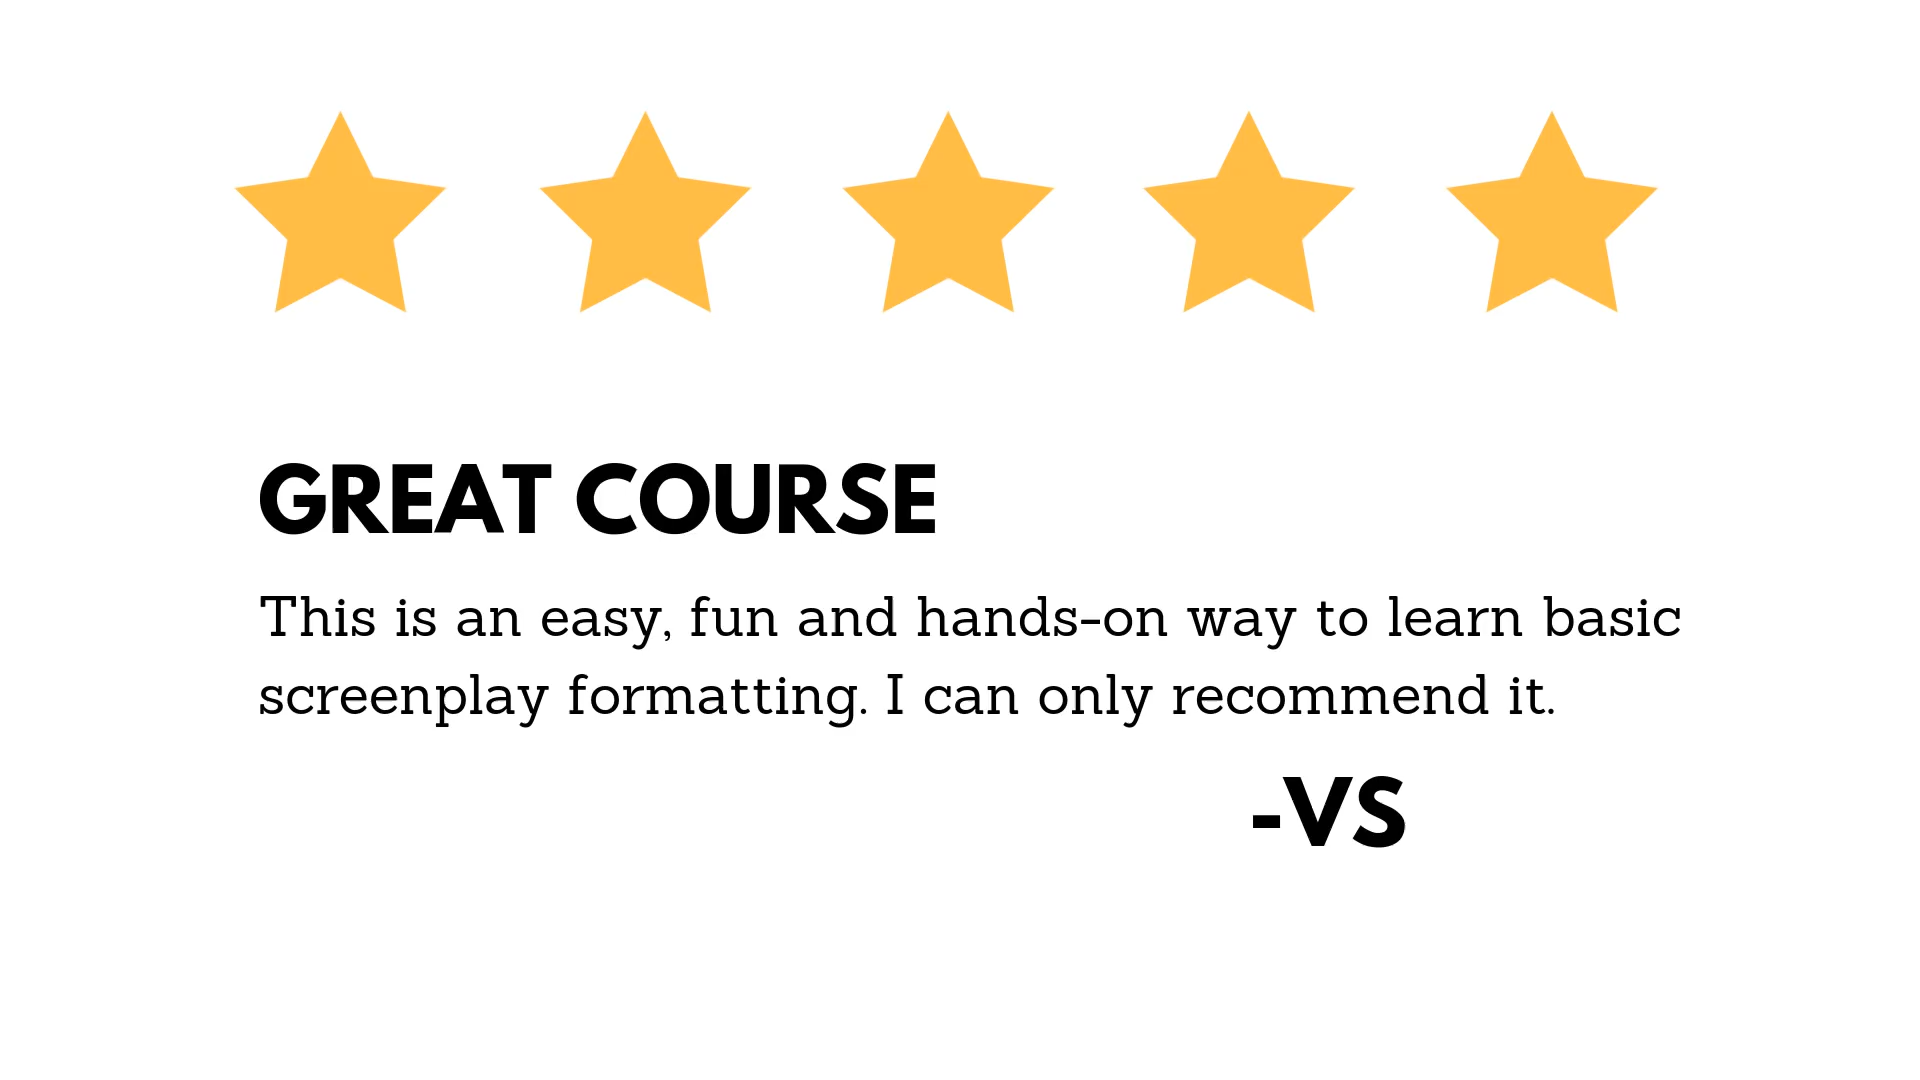 GREAT COURSE
This is an easy, fun and hands-on way to learn basic
screenplay formatting. I can only recommend it.
-VS